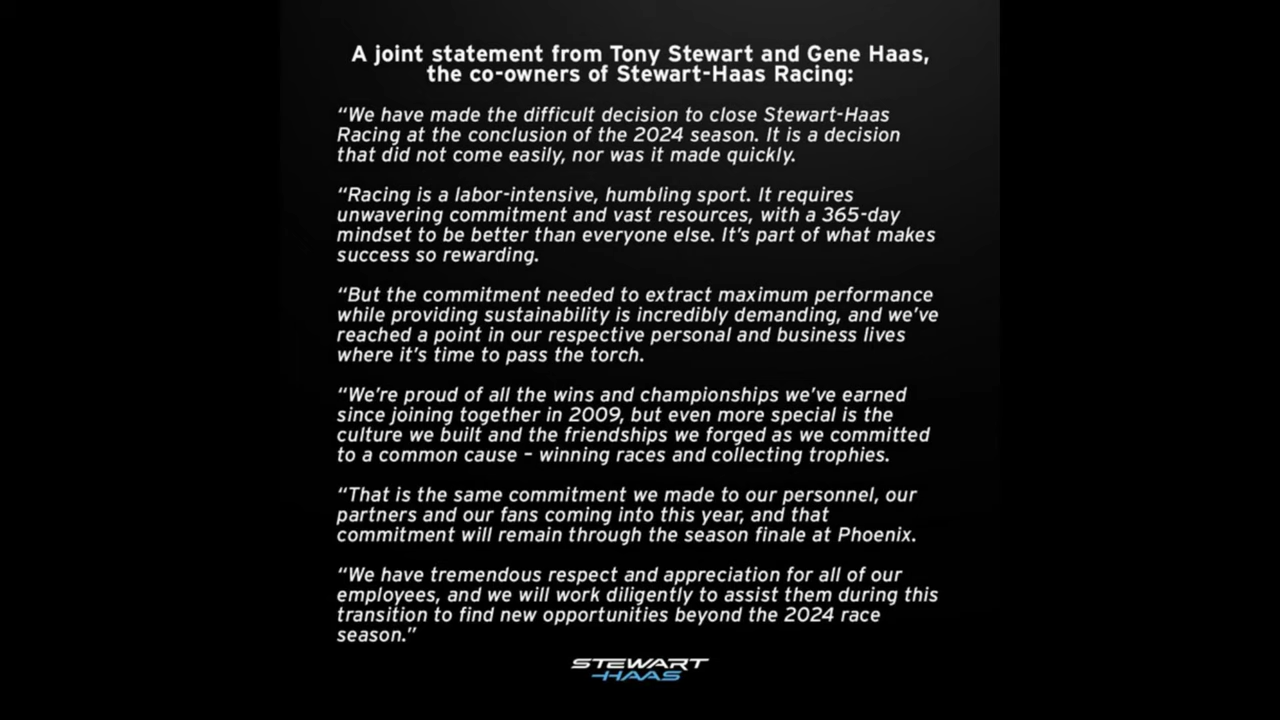 A joint statement from Tony Stewart and Gene Haas,
the co-owners of Stewart-Haas Racing:
“We have made the difficult decision to close Stewart-Haas
Racing at the conclusion of the 2024 season. It is a decision
that did not come easily, nor was it made quickly.
“Racing is a labor-intensive, humbling sport. It requires
unwavering commitment and vast resources, with a 365-day
mindset to be better than everyone else. It’s part of what makes
success so rewarding.
“But the commitment needed to extract maximum performance
while providing sustainability is incredibly demanding, and we’ve
reached a point in our respective personal and business lives
where it’s time to pass the torch.
“We’re proud of all the wins and championships we’ve earned
since joining together in 2009, but even more special is the
culture we built and the friendships we forged as we committed
to a common cause – winning races and collecting trophies.
“That is the same commitment we made to our personnel, our
partners and our fans coming into this year, and that
commitment will remain through the season finale at Phoenix.
“We have tremendous respect and appreciation for all of our
employees, and we will work diligently to assist them during this
transition to find new opportunities beyond the 2024 race
season.”
STEWART
-HAAS